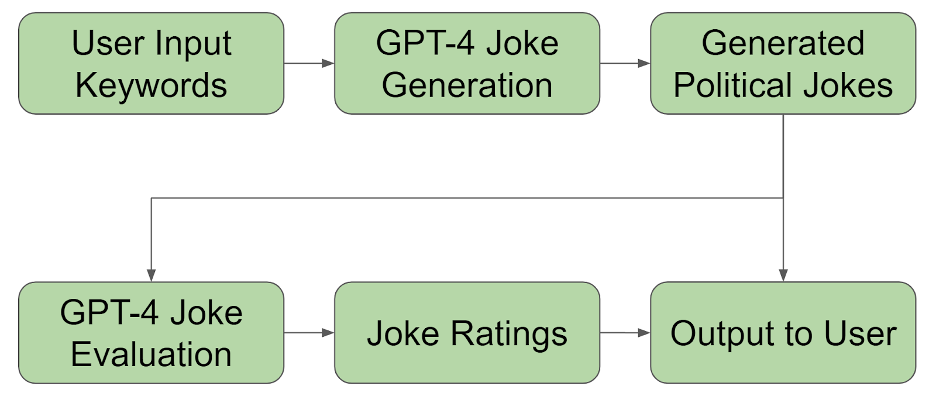 User Input
Keywords
GPT-4 Joke
Generation
Generated
Political Jokes
GPT-4 Joke
Evaluation
Joke Ratings
Output to User